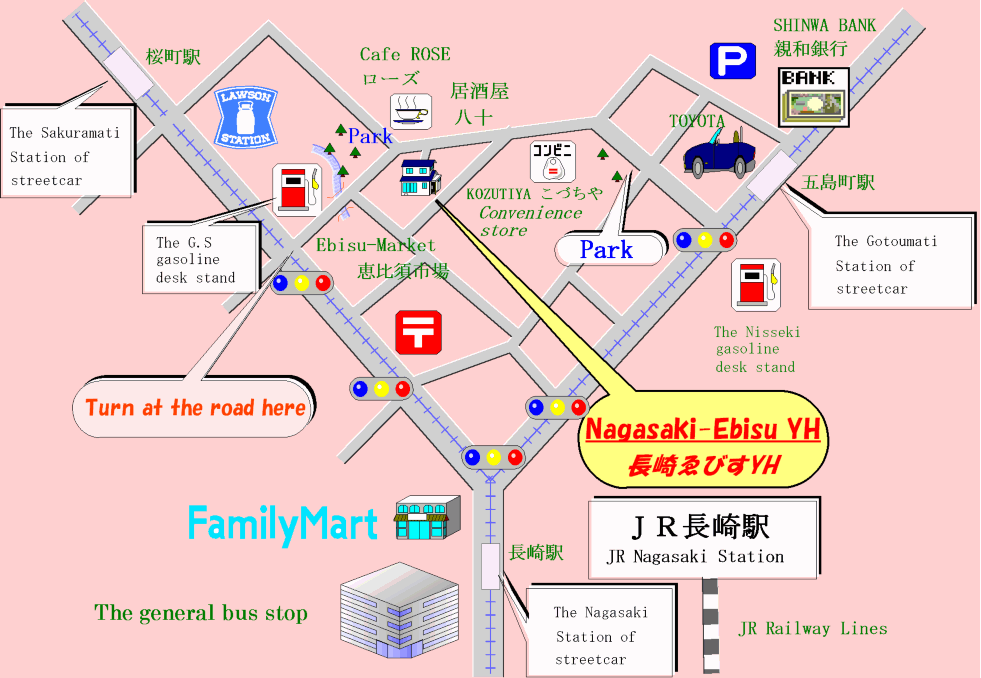 SHINWA BANK
親和銀行
BANK
P
桜町駅
Cafe ROSE
ローズ
居酒屋
八十
LAWSON
STATION
Park
TOYOTA
コンビニ
The Sakuramati
Station of
streetcar
KOZUTIYA こづちや
Convenience
store
五島町駅
The G.S
gasoline
desk stand
Ebisu-Market
恵比須市場
Park
The Gotoumati
Station of
streetcar
〒
The Nisseki
gasoline
desk stand
Turn at the road here
Nagasaki-Ebisu YH
長崎ゑびすYH
FamilyMart
長崎駅
JR長崎駅
JR Nagasaki Station
The general bus stop
The Nagasaki
Station of
streetcar
JR Railway Lines